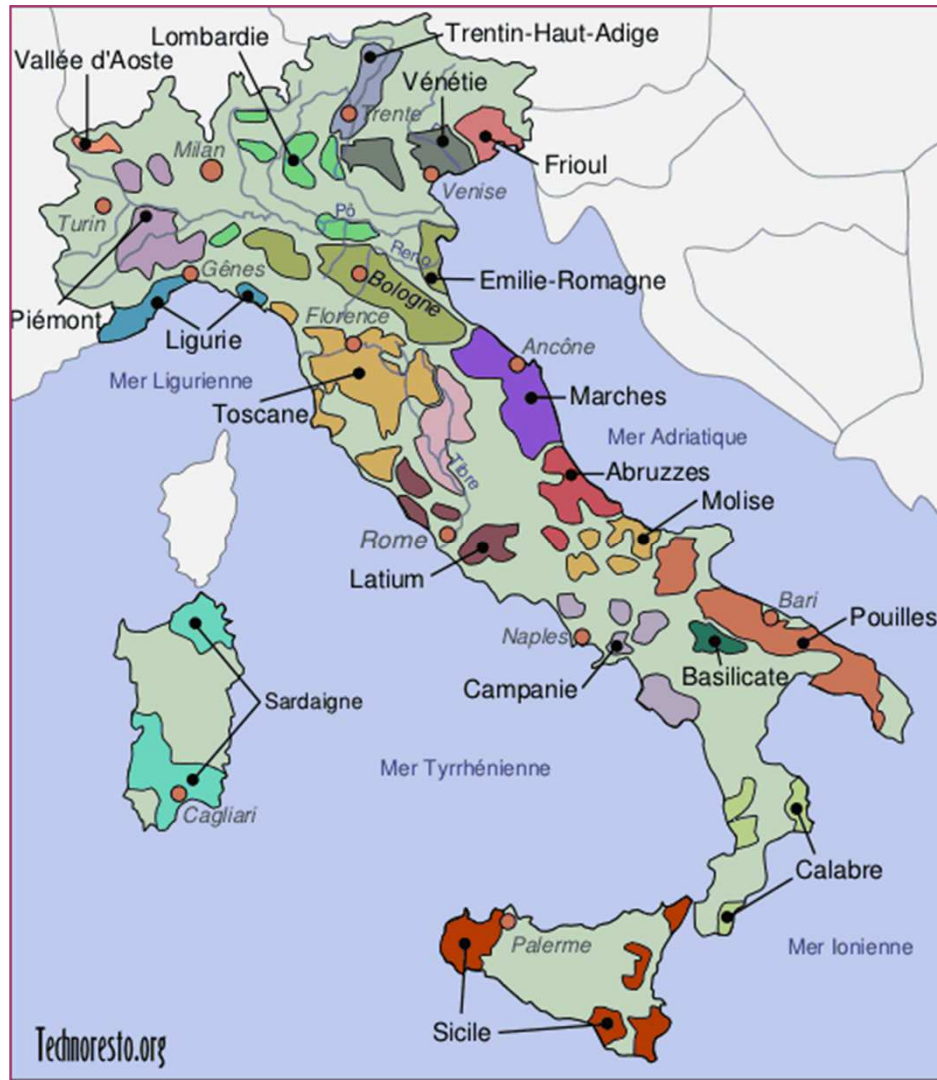 Lombardie
Trentin-Haut-Adige
Vallée d'Aoste
Vénétie
Trente
Milan
Frioul
Venise
Turin
Pô
Reno
Gênes
Emilie-Romagne
Bologne
Piémont
Florence
Ligurie
Ancône
Mer Ligurienne
Marches
Toscane
Mer Adriatique
Tibre
Abruzzes
Molise
Rome
Latium
Bari
Pouilles
Naples
Basilicate
Campanie
Sardaigne
Mer Tyrrhénienne
Cagliari
Calabre
Palerme
Mer Ionienne
Sicile
Technoresto.org